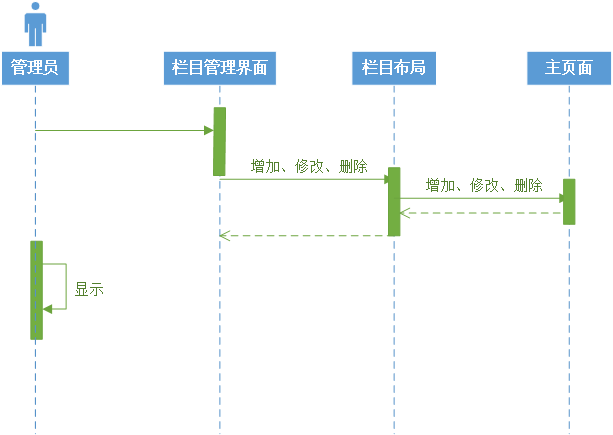 管理员
栏目管理界面
栏目布局
主页面
增加、修改、删除
增加、修改、删除
显示